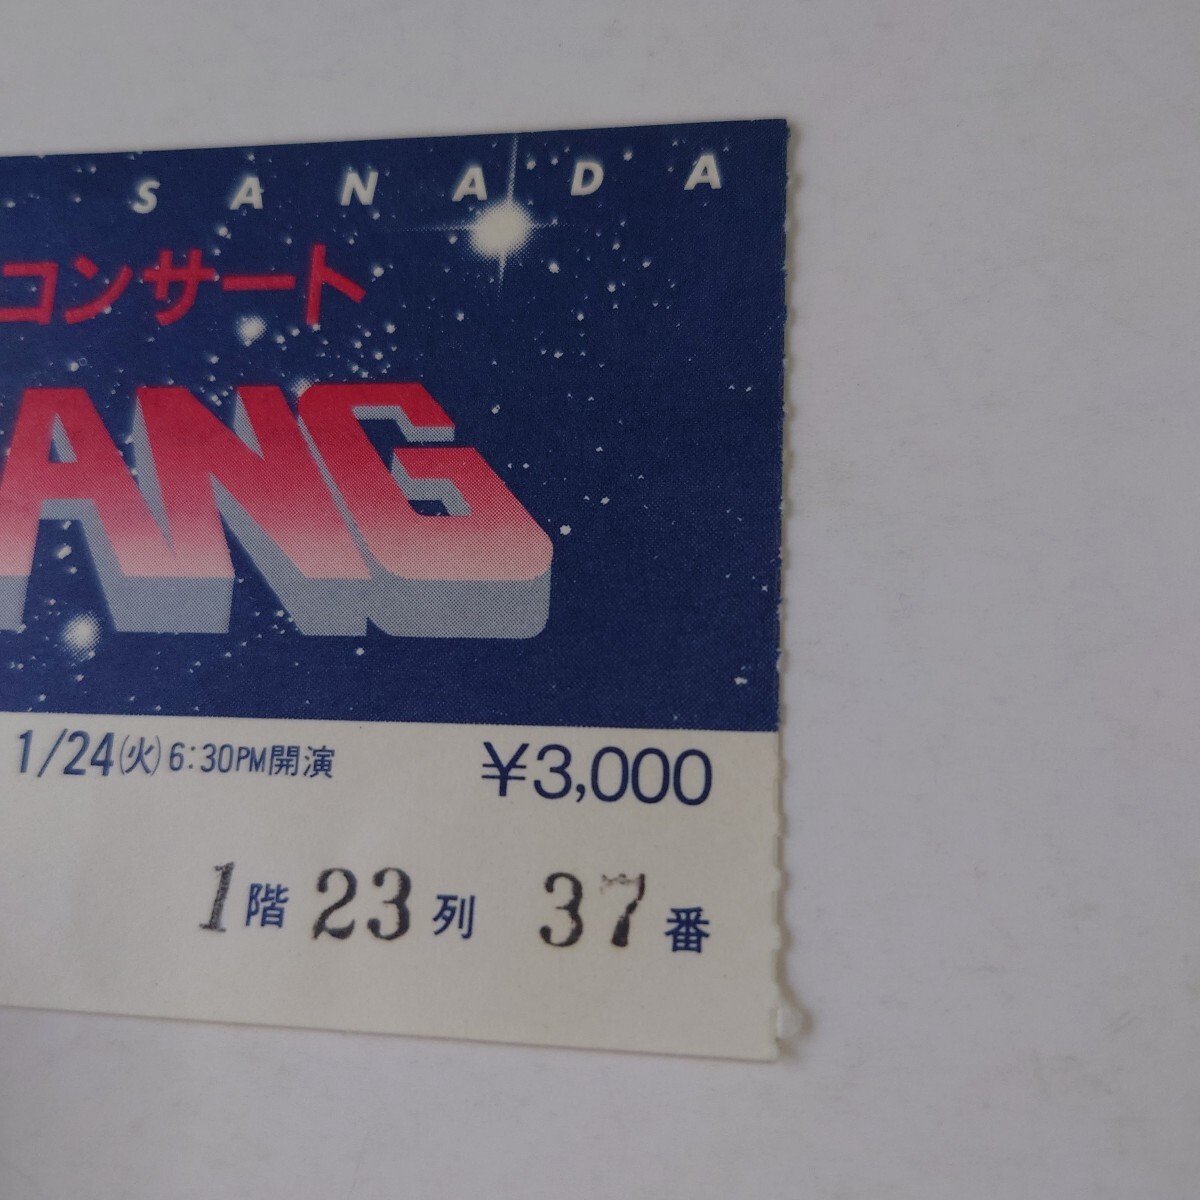 SANADA
コンサート
ANG
1/24(火)6:30PM開演 ¥3,000
1階 23列 37番